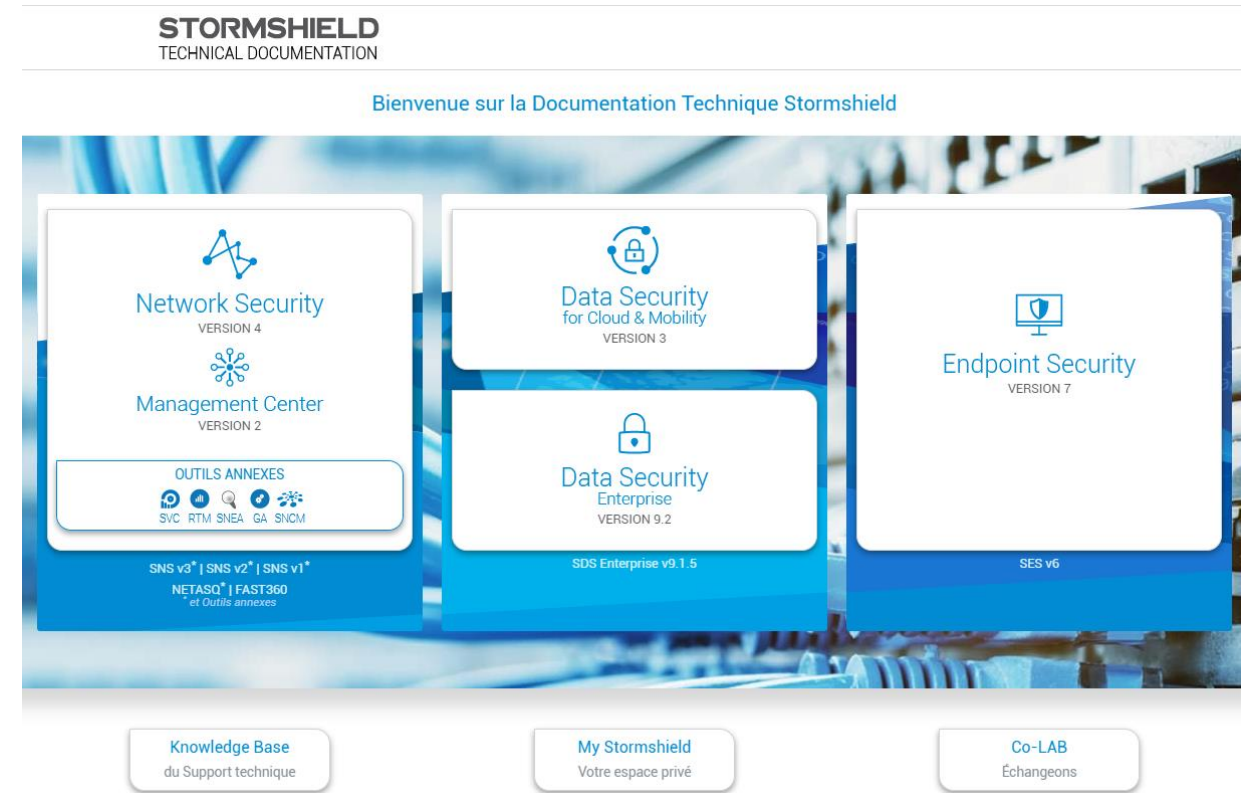 STORMSHIELD
TECHNICAL DOCUMENTATION
Bienvenue sur la Documentation Technique Stormshield
Network Security
VERSION 4
Management Center
VERSION 2
OUTILS ANNEXES
SVC RTM SNEA GA SNCM
SNS v3* | SNS v2* | SNS v1*
NETASQ* | FAST360
* et Outils annexes
Data Security
for Cloud & Mobility
VERSION 3
Data Security
Enterprise
VERSION 9.2
SDS Enterprise v9.1.5
Endpoint Security
VERSION 7
SES v6
Knowledge Base
du Support technique
My Stormshield
Votre espace privé
Co-LAB
Échangeons